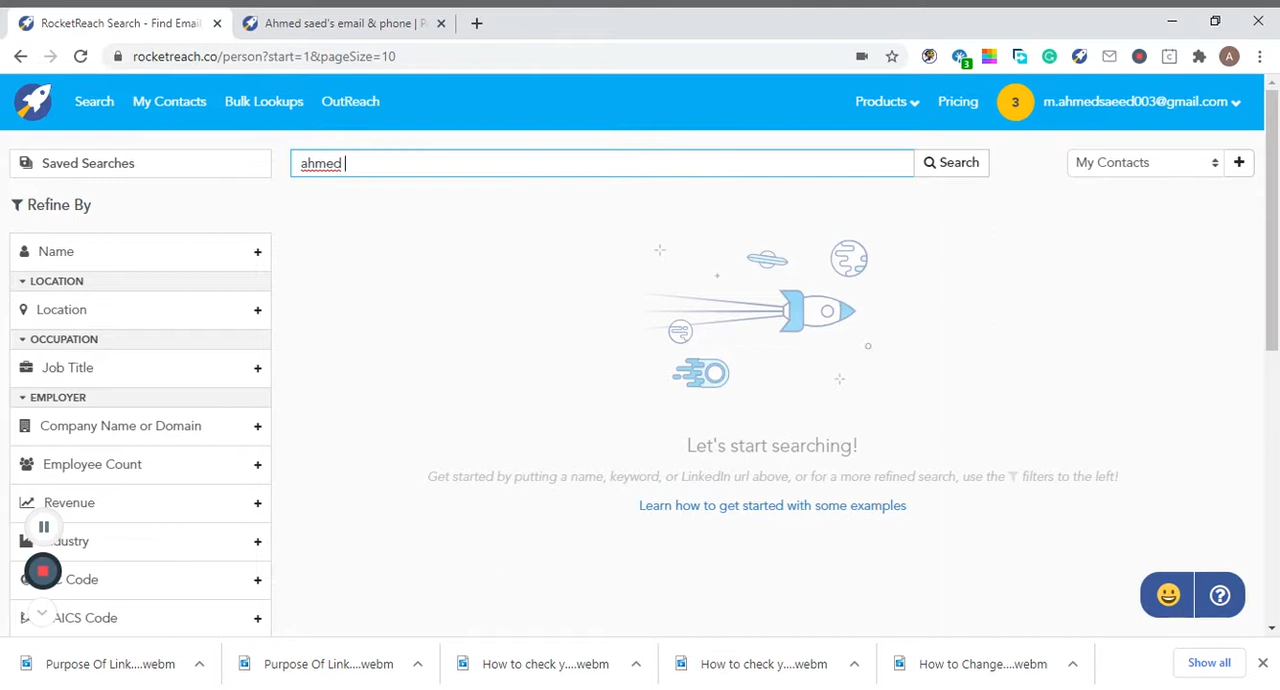 RocketReach Search - Find Email
Ahmed saed's email & phone |
rocketreach.co/person?start=1&pageSize=10
3
A
Search
My Contacts
Bulk Lookups
OutReach
Products
Pricing
3
m.ahmedsaeed003@gmail.com
Saved Searches
ahmed
Search
My Contacts
Refine By
Name
LOCATION
Location
OCCUPATION
Job Title
EMPLOYER
Company Name or Domain
Employee Count
Revenue
Code
Let's start searching!
Get started by putting a name, keyword, or LinkedIn url above, or for a more refined search, use the filters to the left!
Learn how to get started with some examples
Purpose Of Link....webm
Purpose Of Link....webm
How to check y....webm
How to check y....webm
How to Change....webm
Show all